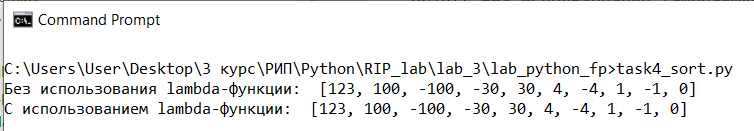 Command Prompt
C:\Users\User\Desktop\3 курс\РИП\Python\RIP_lab\lab_3\lab_python_fp>task4_sort.py
Без использования lambda-функции:  [123, 100, -100, -30, 30, 4, -4, 1, -1, 0]
С использованием lambda-функции:  [123, 100, -100, -30, 30, 4, -4, 1, -1, 0]